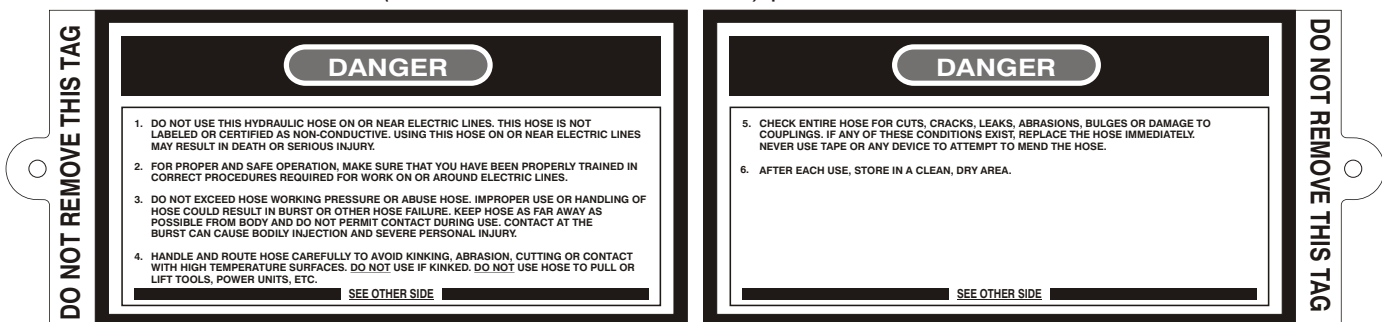 DO NOT REMOVE THIS TAG
DANGER
1. DO NOT USE THIS HYDRAULIC HOSE ON OR NEAR ELECTRIC LINES. THIS HOSE IS NOT
LABELED OR CERTIFIED AS NON-CONDUCTIVE. USING THIS HOSE ON OR NEAR ELECTRIC LINES
MAY RESULT IN DEATH OR SERIOUS INJURY.
2. FOR PROPER AND SAFE OPERATION, MAKE SURE THAT YOU HAVE BEEN PROPERLY TRAINED IN
CORRECT PROCEDURES REQUIRED FOR WORK ON OR AROUND ELECTRIC LINES.
3. DO NOT EXCEED HOSE WORKING PRESSURE OR ABUSE HOSE. IMPROPER USE OR HANDLING OF
HOSE COULD RESULT IN BURST OR OTHER HOSE FAILURE. KEEP HOSE AS FAR AWAY AS
POSSIBLE FROM BODY AND DO NOT PERMIT CONTACT DURING USE. CONTACT AT THE
BURST CAN CAUSE BODILY INJECTION AND SEVERE PERSONAL INJURY.
4. HANDLE AND ROUTE HOSE CAREFULLY TO AVOID KINKING, ABRASION, CUTTING OR CONTACT
WITH HIGH TEMPERATURE SURFACES. DO NOT USE IF KINKED. DO NOT USE HOSE TO PULL OR
LIFT TOOLS, POWER UNITS, ETC.
SEE OTHER SIDE
DANGER
5. CHECK ENTIRE HOSE FOR CUTS, CRACKS, LEAKS, ABRASIONS, BULGES OR DAMAGE TO
COUPLINGS. IF ANY OF THESE CONDITIONS EXIST, REPLACE THE HOSE IMMEDIATELY.
NEVER USE TAPE OR ANY DEVICE TO ATTEMPT TO MEND THE HOSE.
6. AFTER EACH USE, STORE IN A CLEAN, DRY AREA.
SEE OTHER SIDE
DO NOT REMOVE THIS TAG